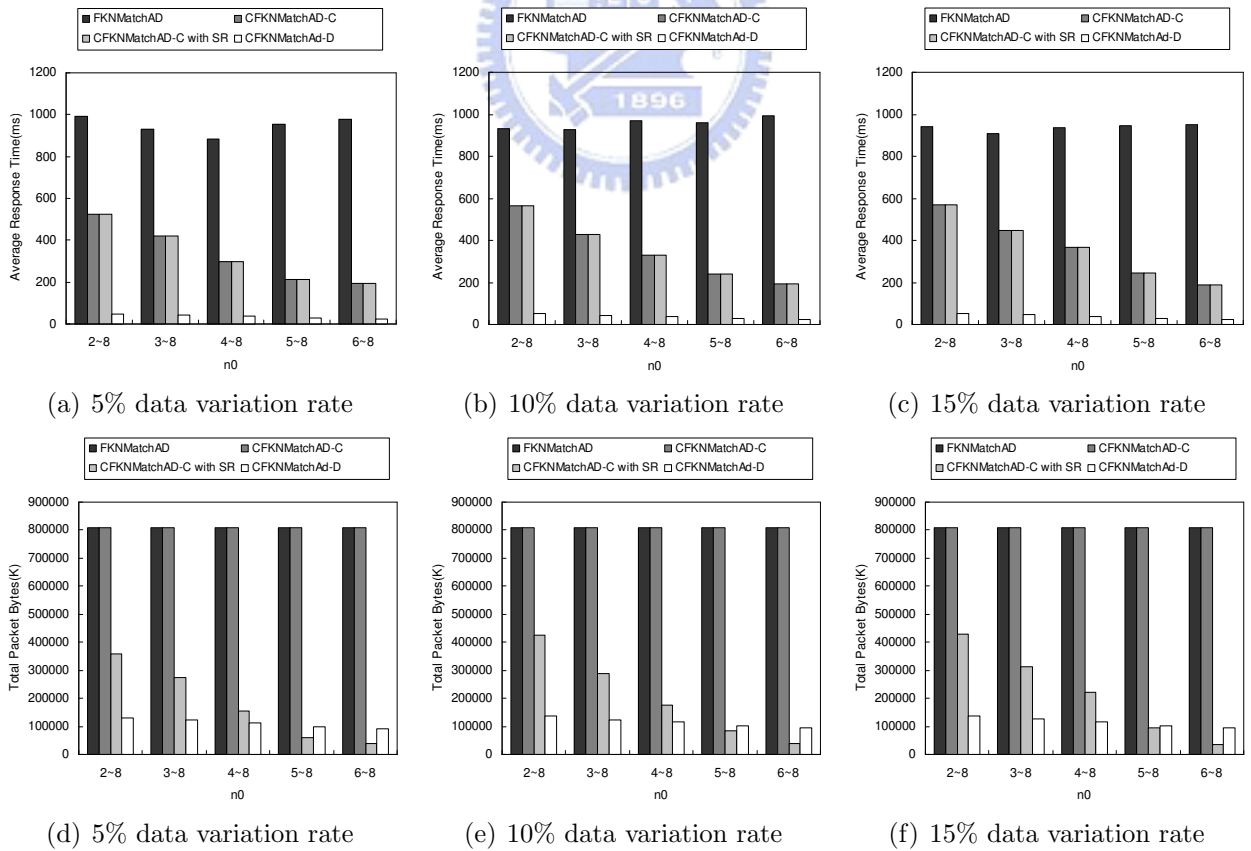 FKNMatchAD CFKNMatchAD-C
CFKNMatchAD-C with SR CFKNMatchAd-D
Average Response Time(ms)
1200
1000
800
600
400
200
0
2~8 3~8 4~8 5~8 6~8
n0
(a) 5% data variation rate
FKNMatchAD CFKNMatchAD-C
CFKNMatchAD-C with SR CFKNMatchAd-D
Average Response Time(ms)
1200
1000
800
600
400
200
0
1896
2~8 3~8 4~8 5~8 6~8
n0
(b) 10% data variation rate
FKNMatchAD CFKNMatchAD-C
CFKNMatchAD-C with SR CFKNMatchAd-D
Average Response Time(ms)
1200
1000
800
600
400
200
0
2~8 3~8 4~8 5~8 6~8
n0
(c) 15% data variation rate
FKNMatchAD CFKNMatchAD-C
CFKNMatchAD-C with SR CFKNMatchAd-D
Total Packet Bytes(K)
900000
800000
700000
600000
500000
400000
300000
200000
100000
0
2~8 3~8 4~8 5~8 6~8
n0
(d) 5% data variation rate
FKNMatchAD CFKNMatchAD-C
CFKNMatchAD-C with SR CFKNMatchAd-D
Total Packet Bytes(K)
900000
800000
700000
600000
500000
400000
300000
200000
100000
0
2~8 3~8 4~8 5~8 6~8
n0
(e) 10% data variation rate
FKNMatchAD CFKNMatchAD-C
CFKNMatchAD-C with SR CFKNMatchAd-D
Total Packet Bytes(K)
900000
800000
700000
600000
500000
400000
300000
200000
100000
0
2~8 3~8 4~8 5~8 6~8
n0
(f) 15% data variation rate